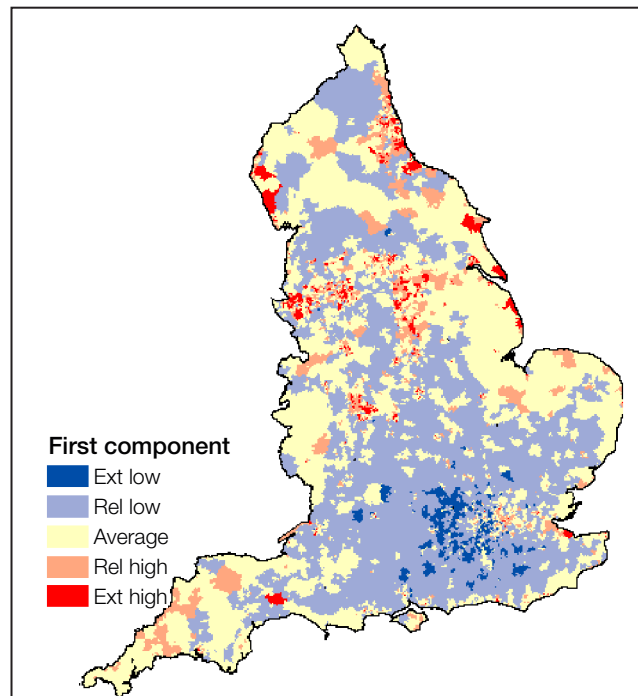 First component
Ext low
Rel low
Average
Rel high
Ext high